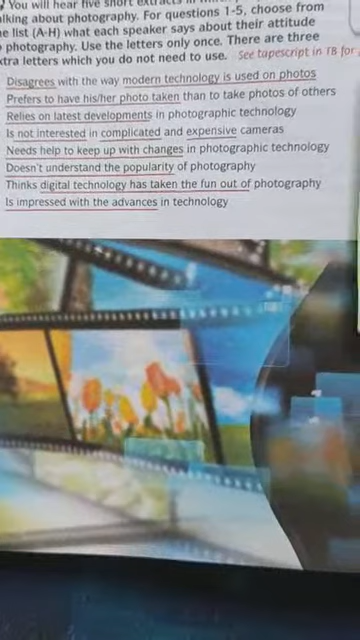 You will hear five short extracts in
alking about photography. For questions 1-5, choose from
e list (A-H) what each speaker says about their attitude
photography. Use the letters only once. There are three
xtra letters which you do not need to use. See tapescript in TB for
Disagrees with the way modern technology is used on photos
Prefers to have his/her photo taken than to take photos of others
Relies on latest developments in photographic technology
Is not interested in complicated and expensive cameras
Needs help to keep up with changes in photographic technology
Doesn't understand the popularity of photography
Thinks digital technology has taken the fun out of photography
Is impressed with the advances in technology